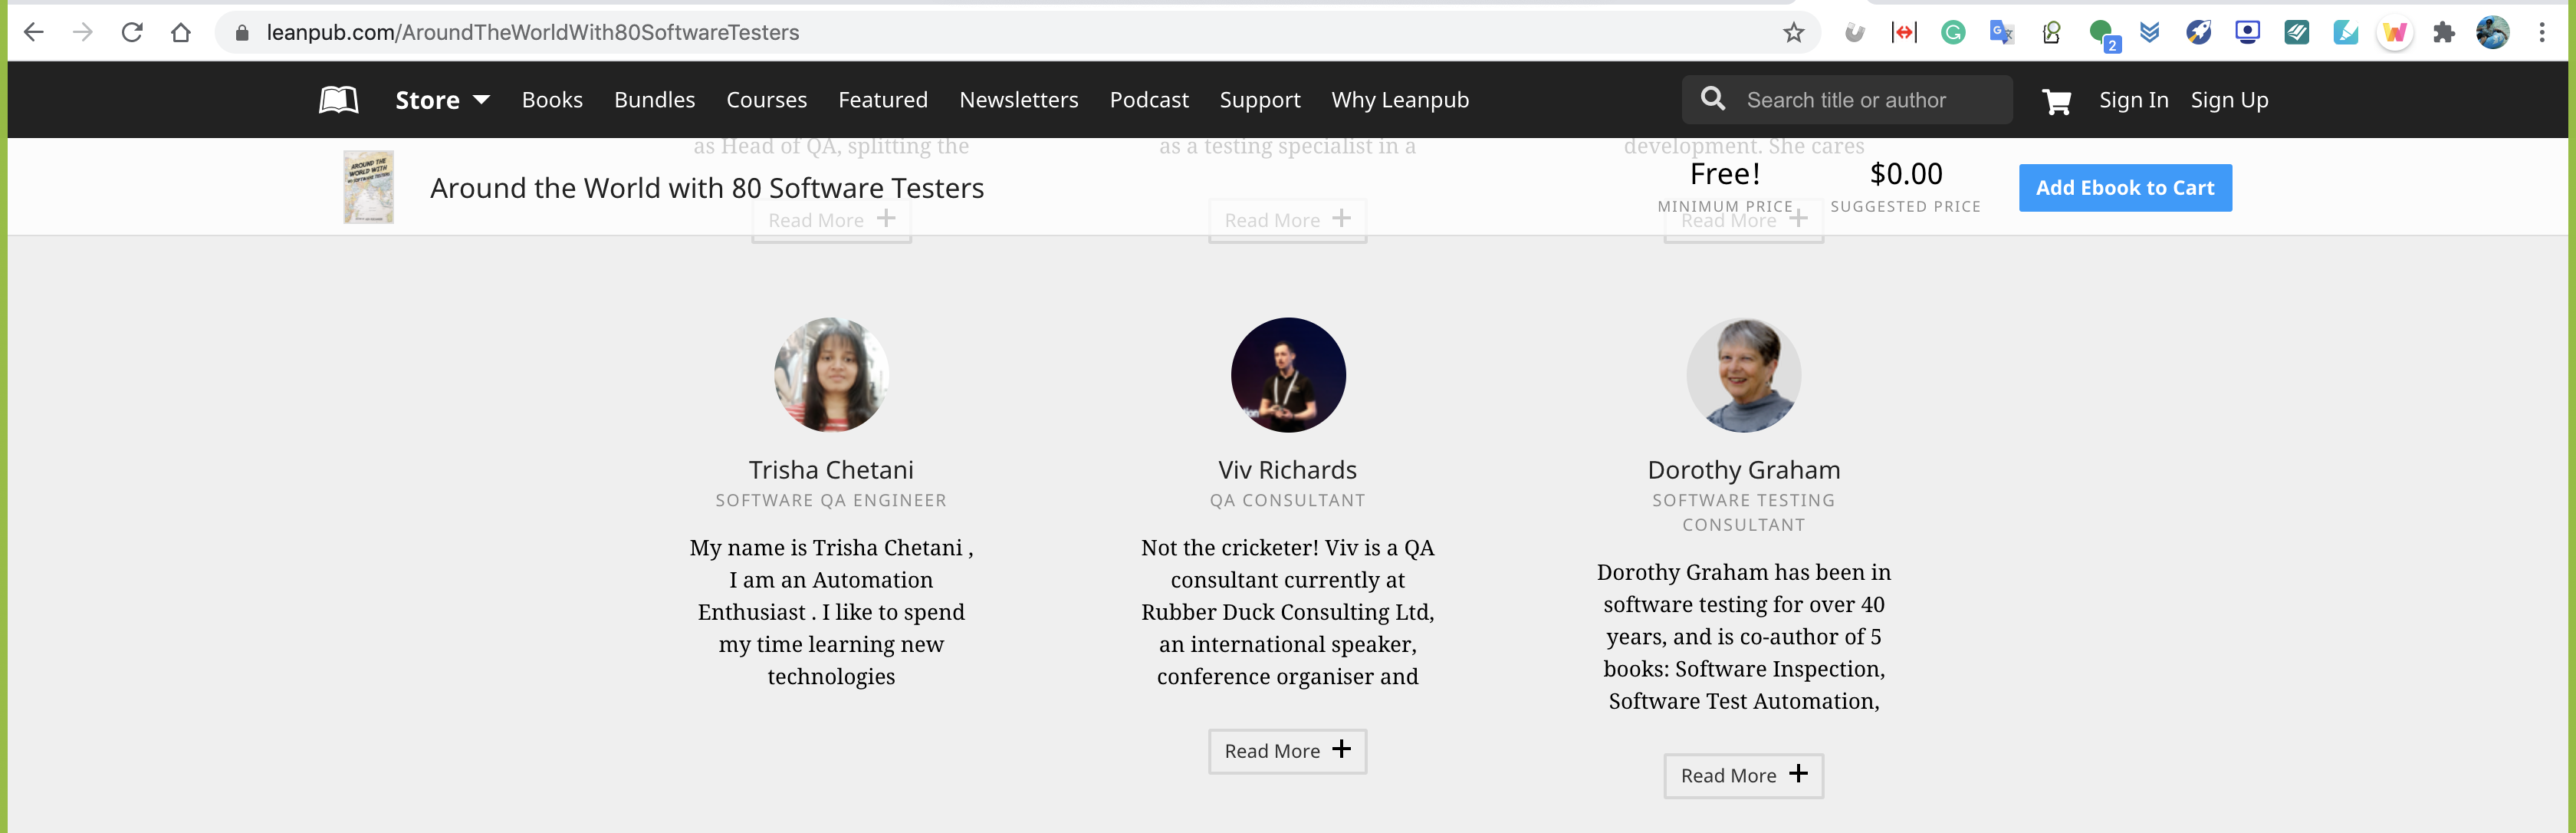 leanpub.com/AroundTheWorldWith80SoftwareTesters
2
Store Books Bundles Courses Featured Newsletters Podcast Support Why Leanpub Search title or author Sign In Sign Up
as Head of QA, splitting the
as a testing specialist in a
development. She cares
AROUND THE
WORLD WITH
80 SOFTWARE TESTERS
Around the World with 80 Software Testers
Free!
MINIMUM PRICE
$0.00
SUGGESTED PRICE
Add Ebook to Cart
Read More +
Read More +
Read More +
Trisha Chetani
SOFTWARE QA ENGINEER
My name is Trisha Chetani ,
I am an Automation
Enthusiast . I like to spend
my time learning new
technologies
Viv Richards
QA CONSULTANT
Not the cricketer! Viv is a QA
consultant currently at
Rubber Duck Consulting Ltd,
an international speaker,
conference organiser and
Read More +
Dorothy Graham
SOFTWARE TESTING
CONSULTANT
Dorothy Graham has been in
software testing for over 40
years, and is co-author of 5
books: Software Inspection,
Software Test Automation,
Read More +